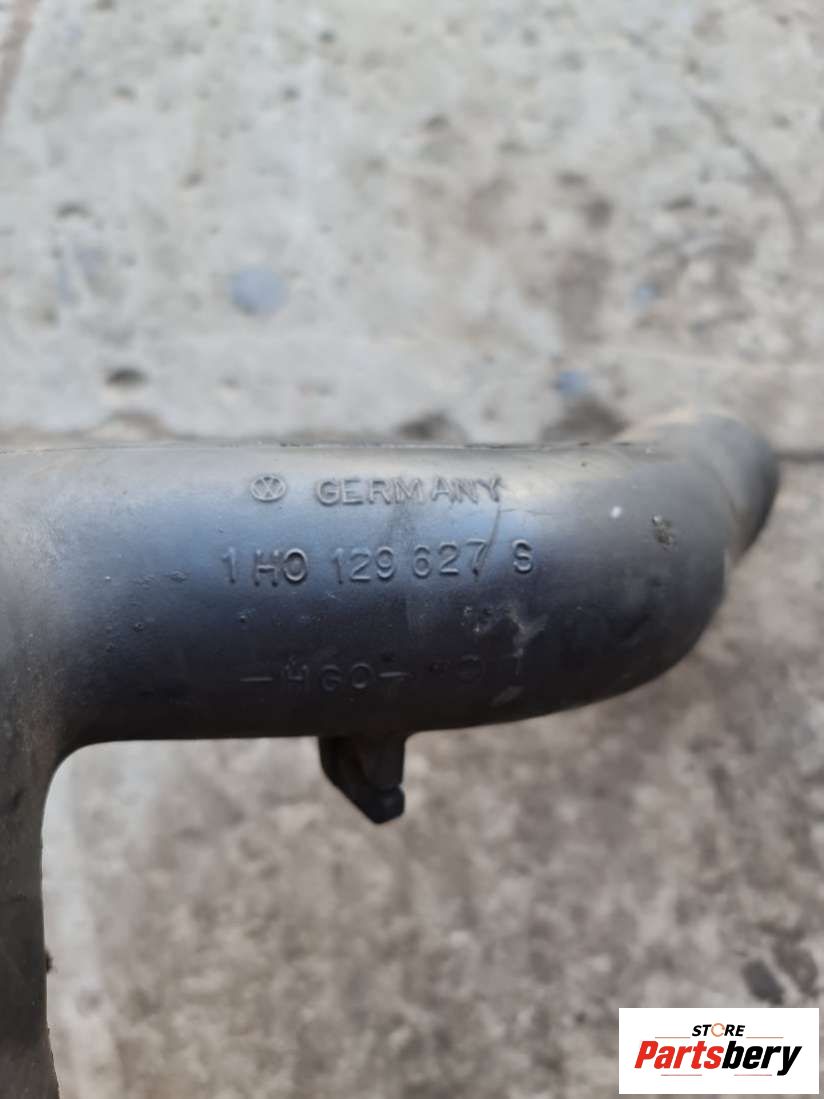 GERMANY
1H0 129 627 S
STORE
Partsbery